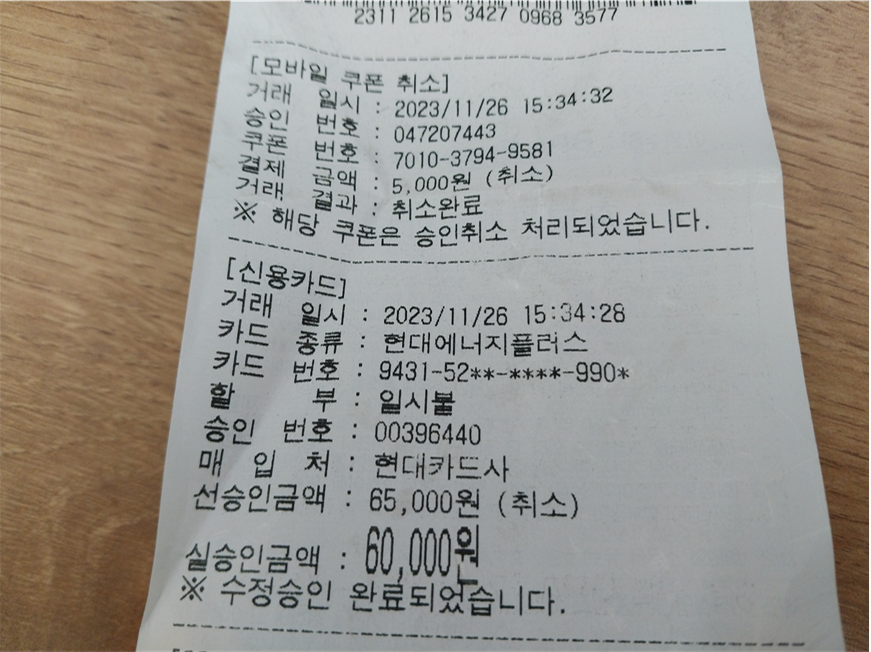 2311 2615 3427 0968 3577
[모바일 쿠폰 취소]
거래 일시 : 2023/11/26 15:34:32
승인 번호 : 047207443
쿠폰 번호 : 7010-3794-9581
결제 금액 : 5,000원 (취소)
거래 결과 : 취소완료
※ 해당 쿠폰은 승인취소 처리되었습니다.
[신용카드]
거래 일시 : 2023/11/26 15:34:28
카드 종류 : 현대에너지플러스
카드 번호 : 9431-52**-****-990*
할 부 : 일시불
승인 번호 : 00396440
매 입 처 : 현대카드사
선승인금액 : 65,000원 (취소)
실승인금액 : 60,000원
※ 수정승인 완료되었습니다.